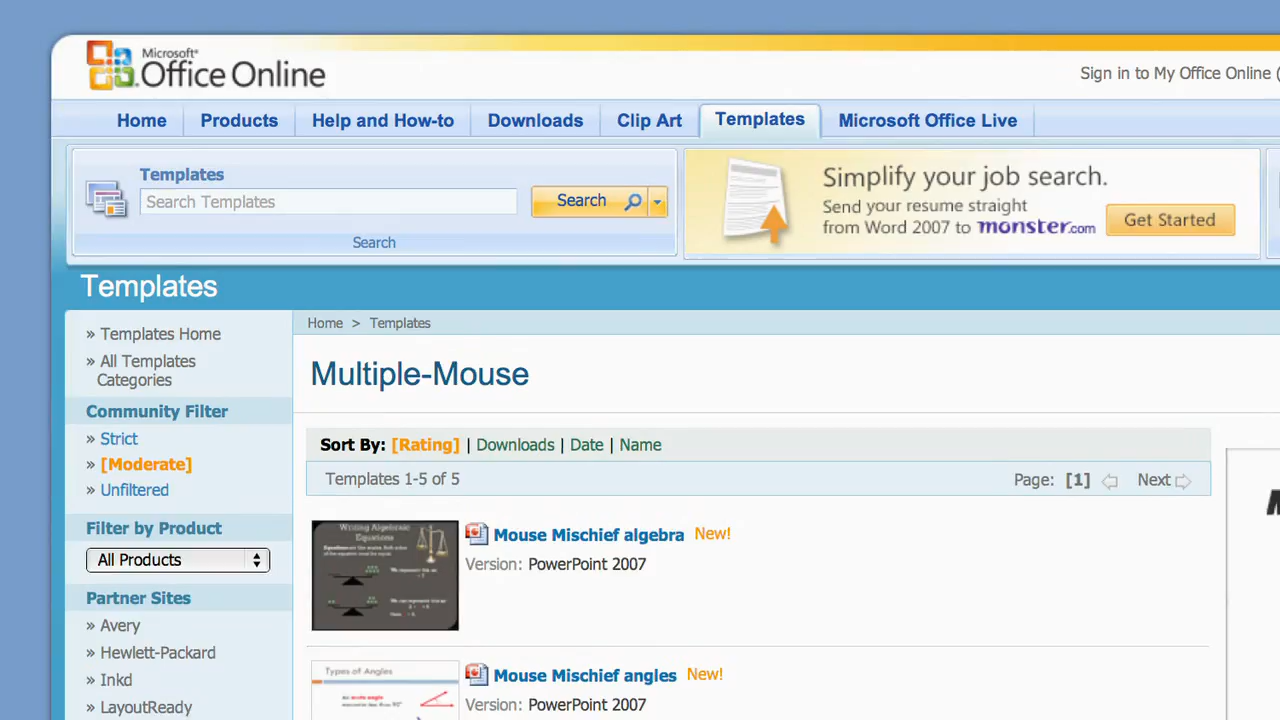 Microsoft®
Office Online
Sign in to My Office Online (
Home Products Help and How-to Downloads Clip Art Templates Microsoft Office Live
Templates
Search Templates
Search
Search
Simplify your job search.
Send your resume straight
from Word 2007 to monster.com
Get Started
Templates
» Templates Home
» All Templates
Categories
Community Filter
» Strict
» [Moderate]
» Unfiltered
Filter by Product
All Products
Partner Sites
» Avery
» Hewlett-Packard
» Inkd
» LayoutReady
Home > Templates
Multiple-Mouse
Sort By: [Rating] | Downloads | Date | Name
Templates 1-5 of 5
Page: [1] Next
Writing Algebraic
Equations
Mouse Mischief algebra New!
Version: PowerPoint 2007
Types of Angles
Mouse Mischief angles New!
Version: PowerPoint 2007